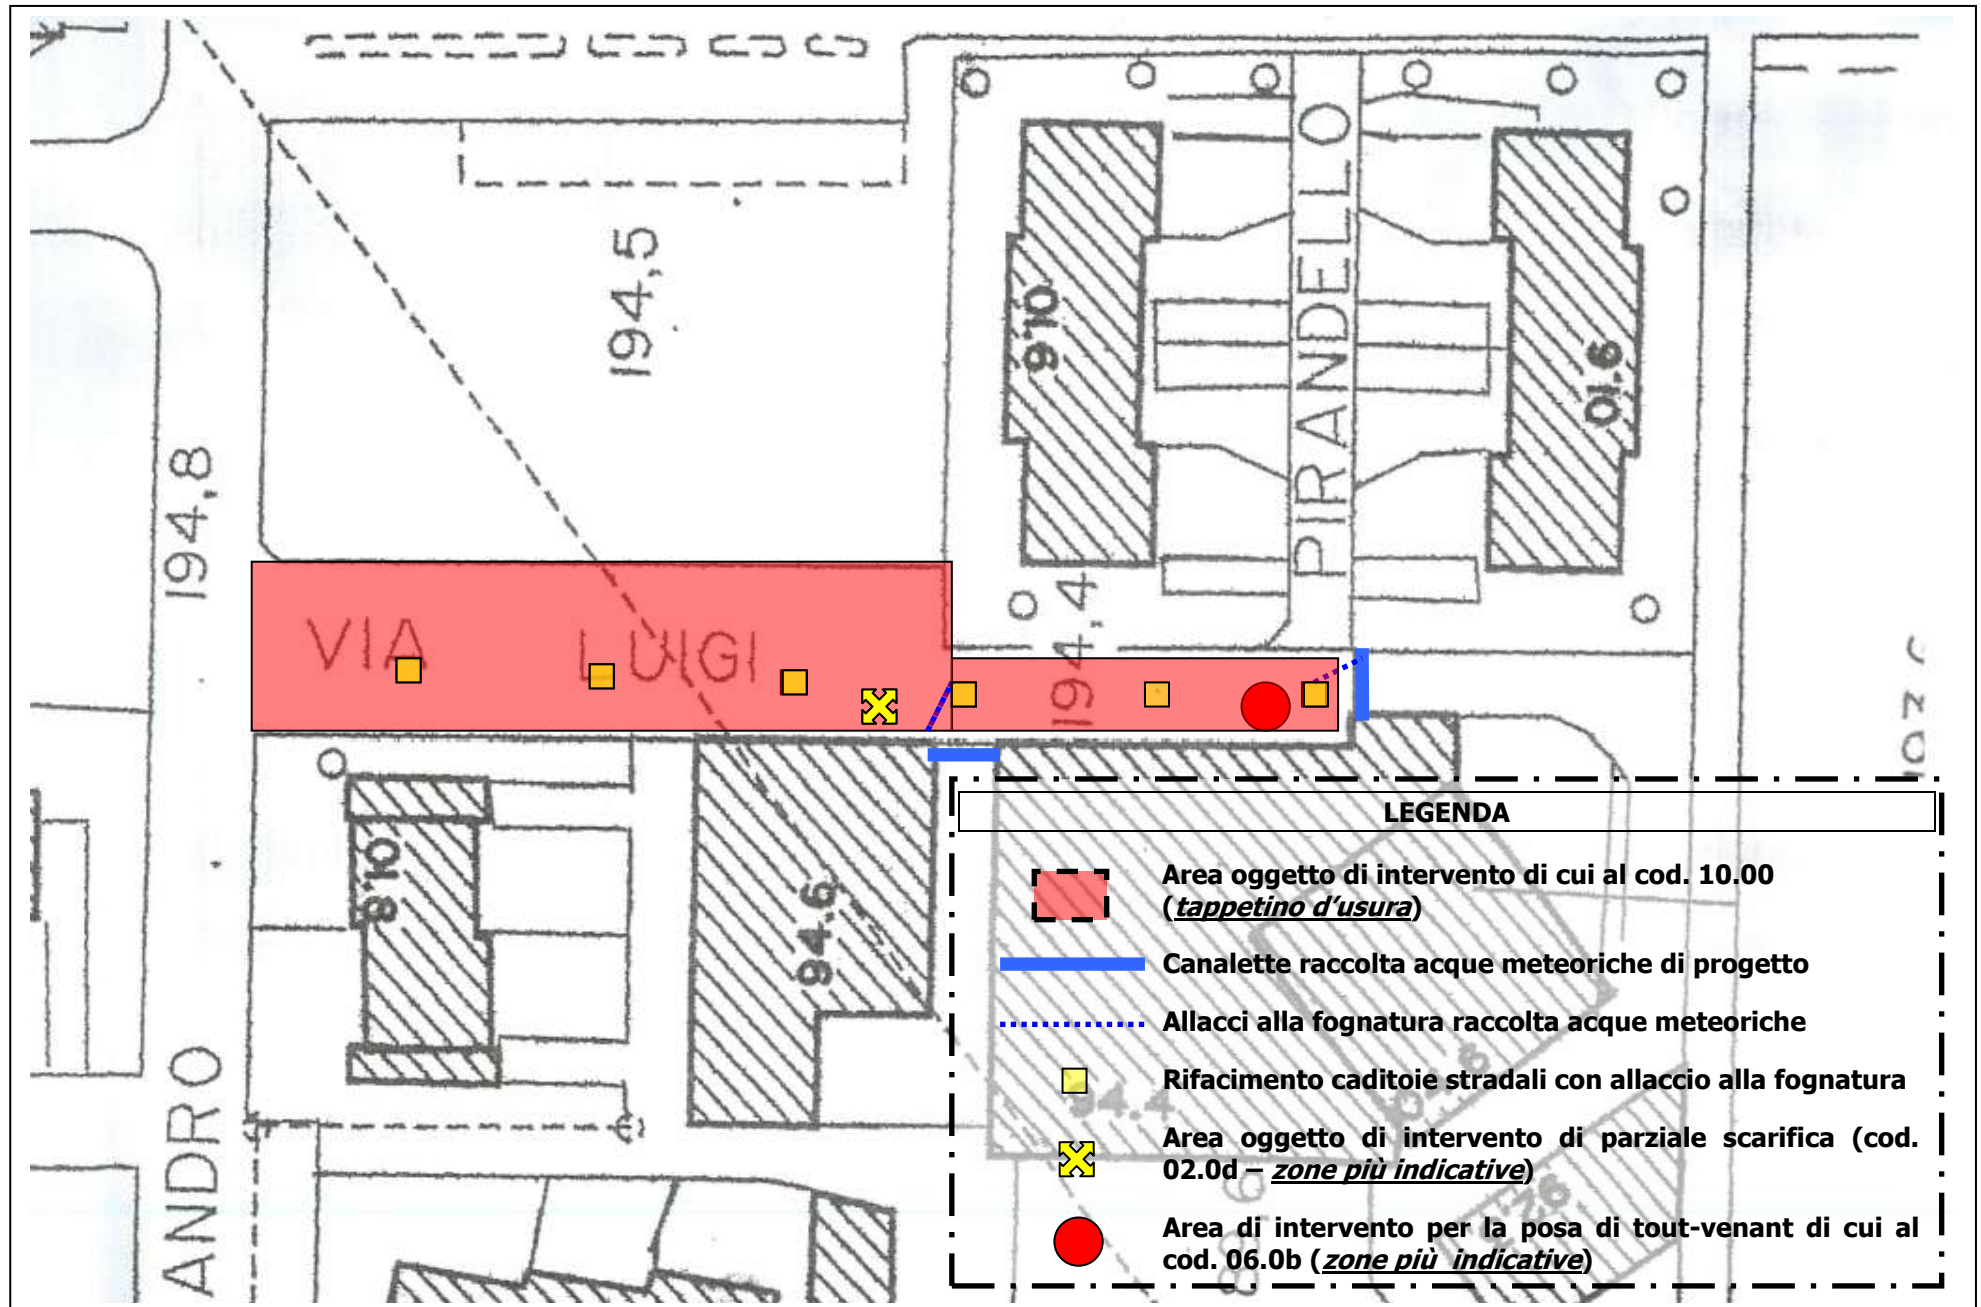 194,5
PIRANDELLO
9.10
01.6
194,8
VIA LUIGI
194.4
8.10
94.6
ANDRO
LEGENDA
Area oggetto di intervento di cui al cod. 10.00
(tappetino d'usura)
Canalette raccolta acque meteoriche di progetto
Allacci alla fognatura raccolta acque meteoriche
Rifacimento caditoie stradali con allaccio alla fognatura
94.4
Area oggetto di intervento di parziale scarifica (cod.
02.0d – zone più indicative)
Area di intervento per la posa di tout-venant di cui al
cod. 06.0b (zone più indicative)